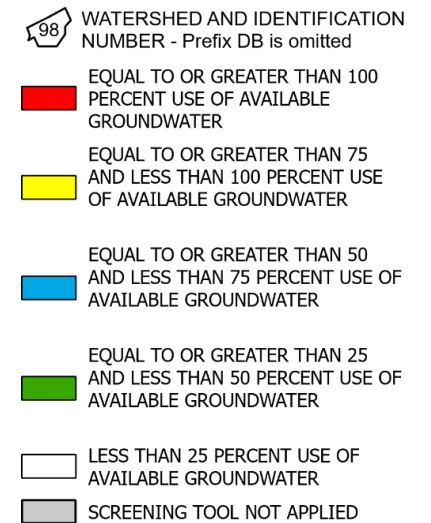 98 WATERSHED AND IDENTIFICATION
NUMBER - Prefix DB is omitted
EQUAL TO OR GREATER THAN 100
PERCENT USE OF AVAILABLE
GROUNDWATER
EQUAL TO OR GREATER THAN 75
AND LESS THAN 100 PERCENT USE
OF AVAILABLE GROUNDWATER
EQUAL TO OR GREATER THAN 50
AND LESS THAN 75 PERCENT USE OF
AVAILABLE GROUNDWATER
EQUAL TO OR GREATER THAN 25
AND LESS THAN 50 PERCENT USE OF
AVAILABLE GROUNDWATER
LESS THAN 25 PERCENT USE OF
AVAILABLE GROUNDWATER
SCREENING TOOL NOT APPLIED